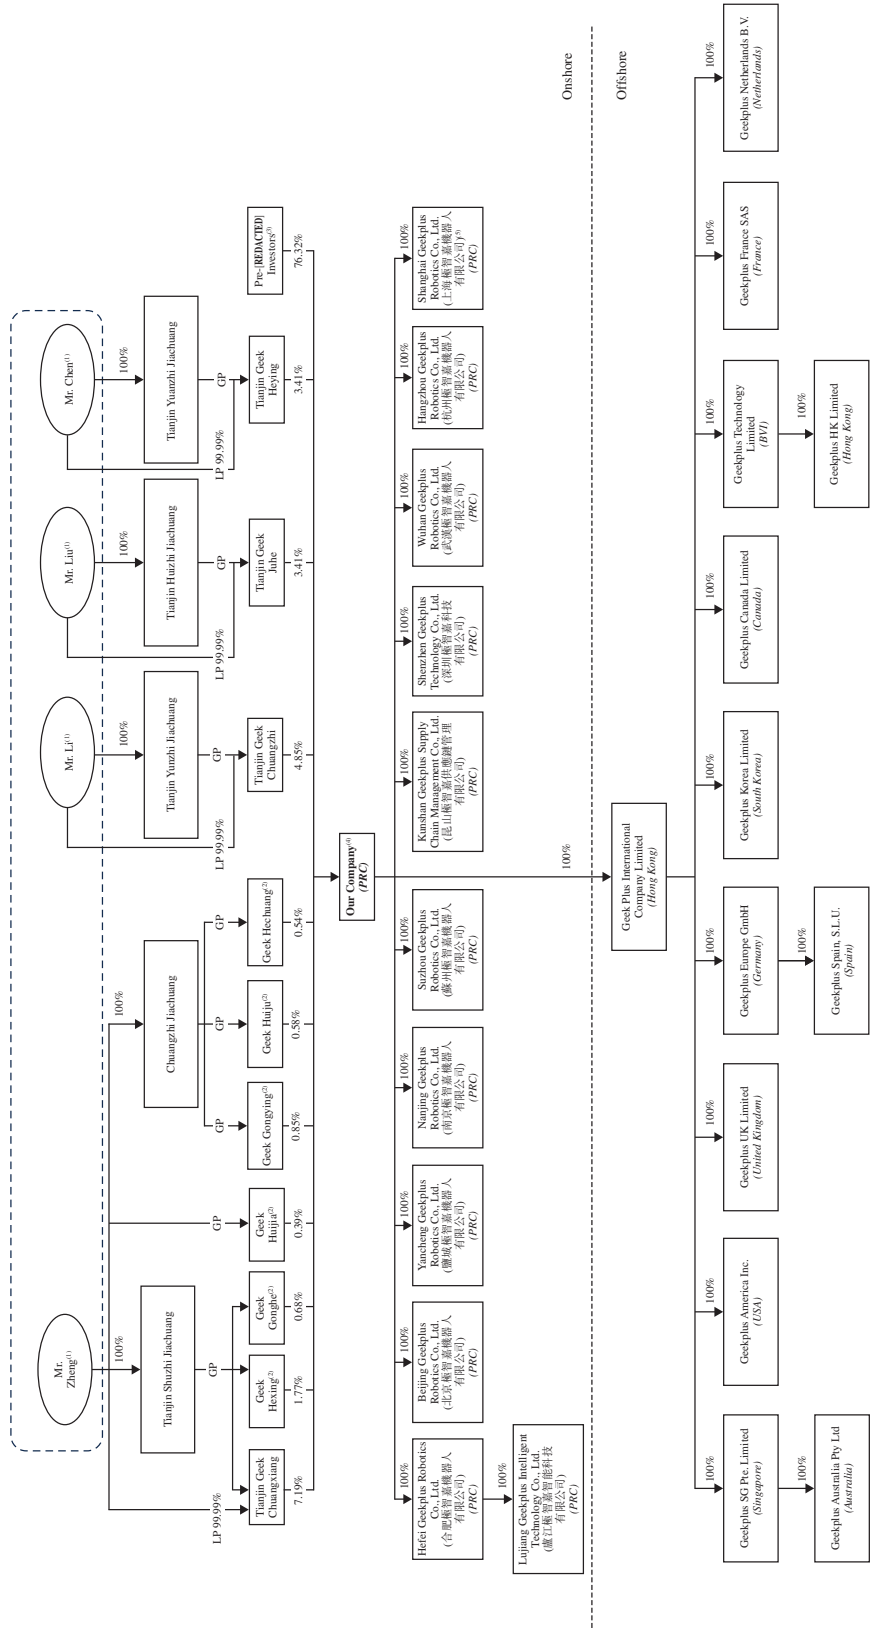 Mr.
Zheng(1)
Mr. Li(1)
Mr. Liu(1)
Mr. Chen(1)
100%
100%
100%
100%
100%
Tianjin Shuzhi Jiachuang
Chuangzhi Jiachuang
Tianjin Yunzhi Jiachuang
Tianjin Huizhi Jiachuang
Tianjin Yuanzhi Jiachuang
LP 99.99%
GP
GP
GP
GP
GP
LP 99.99%
GP
LP 99.99%
GP
LP 99.99%
GP
Tianjin Geek
Chuangxiang
Geek
Hexing(2)
Geek
Gonghe(2)
Geek
Huijia(2)
Geek Gongying(2)
Geek Huiju(2)
Geek Hechuang(2)
Tianjin Geek
Chuangzhi
Tianjin Geek
Juhe
Tianjin Geek
Heying
Pre-[REDACTED]
Investors(3)
7.19%
1.77%
0.68%
0.39%
0.85%
0.58%
0.54%
4.85%
3.41%
3.41%
76.32%
Our Company(4)
(PRC)
100%
100%
100%
100%
100%
100%
100%
100%
100%
100%
Hefei Geekplus Robotics
Co., Ltd.
(合肥極智嘉機器人
有限公司)
(PRC)
Beijing Geekplus
Robotics Co., Ltd.
(北京極智嘉機器人
有限公司)
(PRC)
Yancheng Geekplus
Robotics Co., Ltd.
(鹽城極智嘉機器人
有限公司)
(PRC)
Nanjing Geekplus
Robotics Co., Ltd.
(南京極智嘉機器人
有限公司)
(PRC)
Suzhou Geekplus
Robotics Co., Ltd.
(蘇州極智嘉機器人
有限公司)
(PRC)
Kunshan Geekplus Supply
Chain Management Co., Ltd.
(昆山極智嘉供應鏈管理
有限公司)
(PRC)
Shenzhen Geekplus
Technology Co., Ltd.
(深圳極智嘉科技
有限公司)
(PRC)
Wuhan Geekplus
Robotics Co., Ltd.
(武漢極智嘉機器人
有限公司)
(PRC)
Hangzhou Geekplus
Robotics Co., Ltd.
(杭州極智嘉機器人
有限公司)
(PRC)
Shanghai Geekplus
Robotics Co., Ltd.
(上海極智嘉機器人
有限公司)(5)
(PRC)
100%
Lujiang Geekplus Intelligent
Technology Co., Ltd.
(廬江極智嘉智能科技
有限公司)
(PRC)
100%
Onshore
Offshore
Geek Plus International
Company Limited
(Hong Kong)
100%
100%
100%
100%
100%
100%
100%
100%
100%
Geekplus SG Pte. Limited
(Singapore)
Geekplus America Inc.
(USA)
Geekplus UK Limited
(United Kingdom)
Geekplus Europe GmbH
(Germany)
Geekplus Korea Limited
(South Korea)
Geekplus Canada Limited
(Canada)
Geekplus Technology
Limited
(BVI)
Geekplus France SAS
(France)
Geekplus Netherlands B.V.
(Netherlands)
100%
100%
100%
Geekplus Australia Pty Ltd
(Australia)
Geekplus Spain, S.L.U.
(Spain)
Geekplus HK Limited
(Hong Kong)